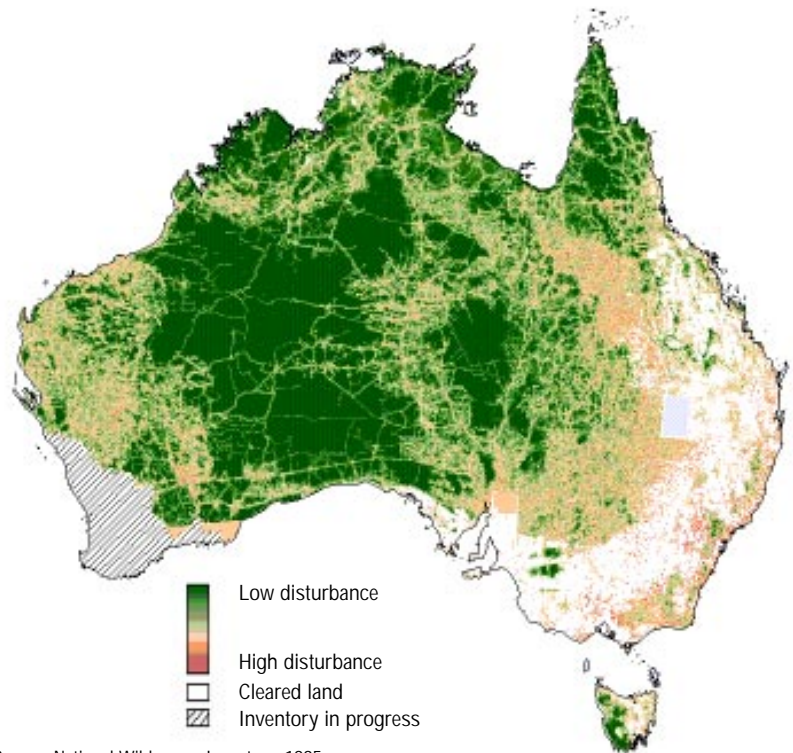 Low disturbance
High disturbance
Cleared land
Inventory in progress